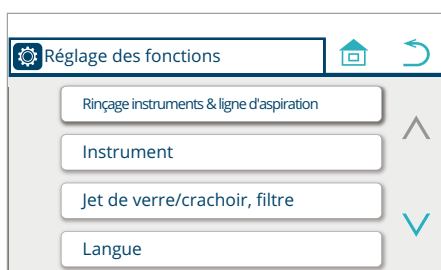 Réglage des fonctions
Rinçage instruments & ligne d'aspiration
Instrument
Jet de verre/crachoir, filtre
Langue